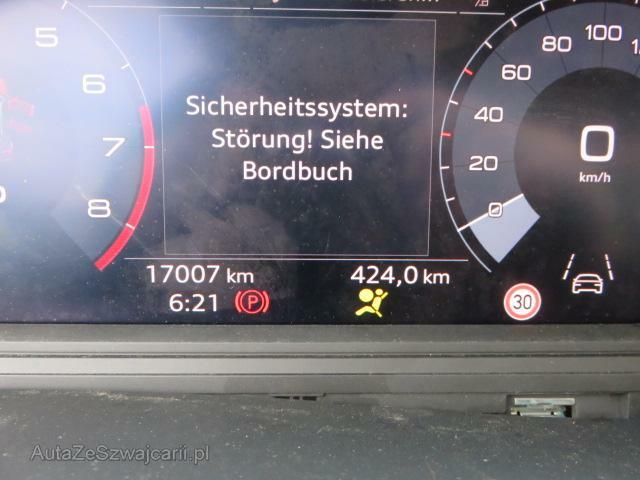 5
6
7
8
Sicherheitssystem:
Störung! Siehe
Bordbuch
100
80
60
40
20
0
0
km/h
17007 km
424,0 km
6:21
(P)
30
AutaZeSzwajcarii.pl